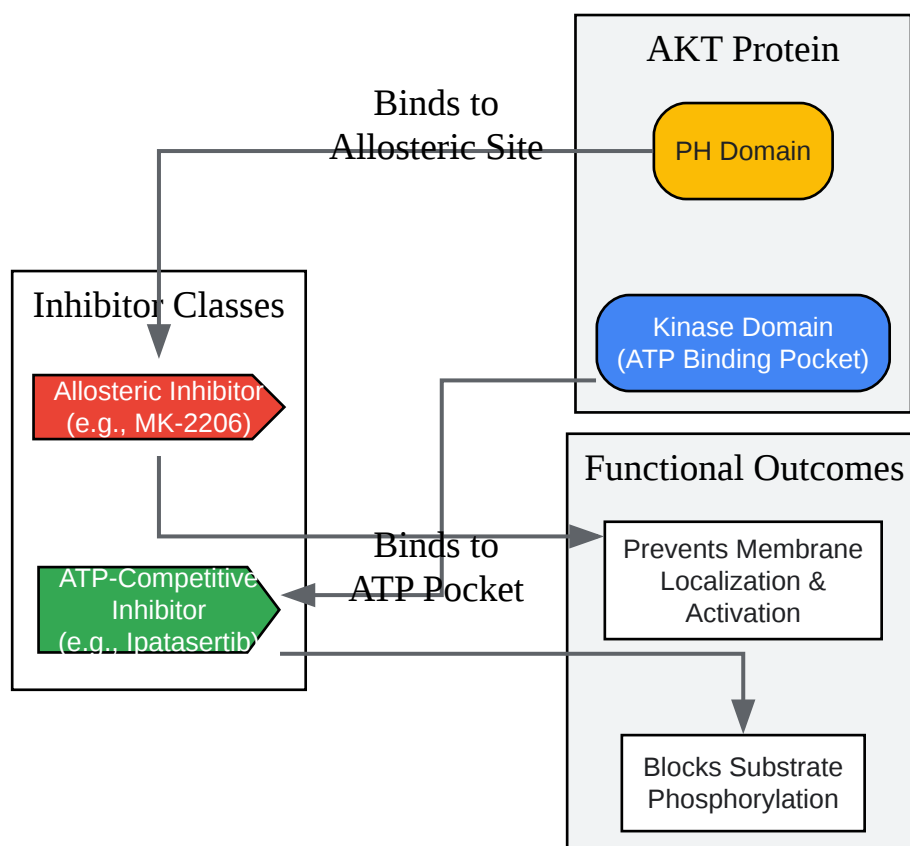 AKT Protein
PH Domain
Binds to
Allosteric Site
Kinase Domain
(ATP Binding Pocket)
Inhibitor Classes
Allosteric Inhibitor
(e.g., MK-2206)
ATP-Competitive
Inhibitor
(e.g., Ipatasertib)
Binds to
ATP Pocket
Functional Outcomes
Prevents Membrane
Localization &
Activation
Blocks Substrate
Phosphorylation